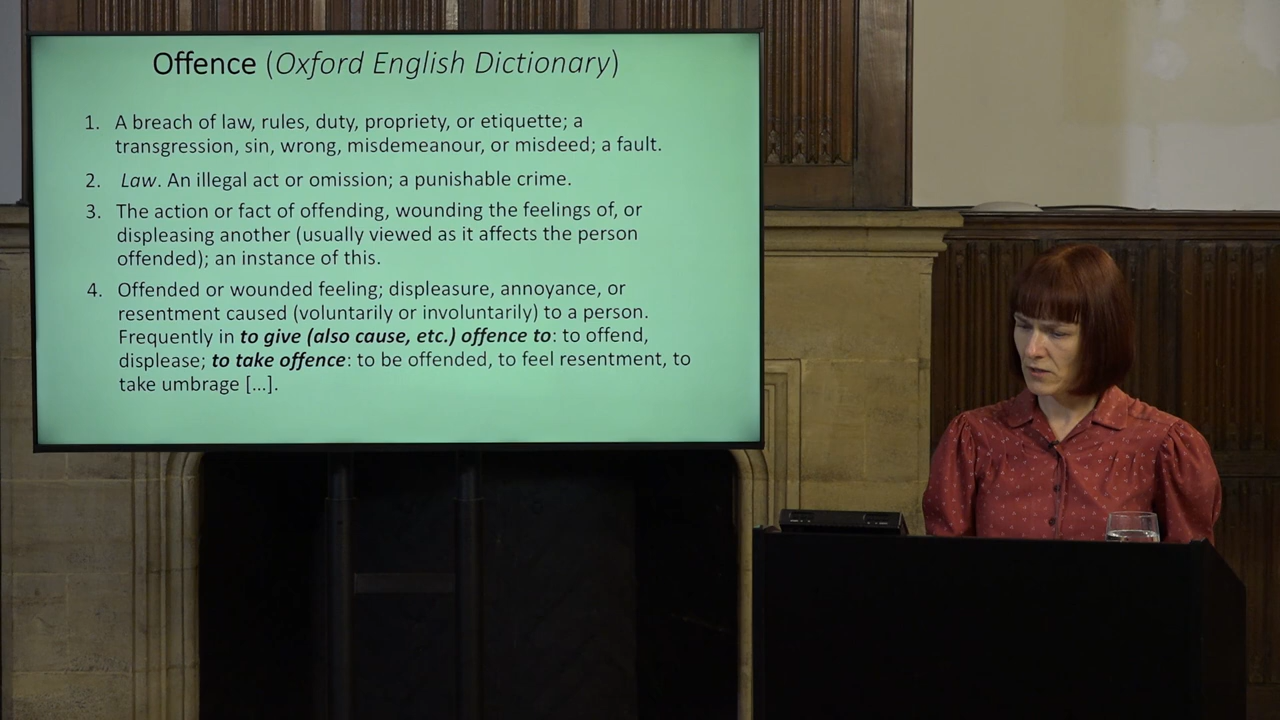 Offence (Oxford English Dictionary)
1. A breach of law, rules, duty, propriety, or etiquette; a
transgression, sin, wrong, misdemeanour, or misdeed; a fault.
2. Law. An illegal act or omission; a punishable crime.
3. The action or fact of offending, wounding the feelings of, or
displeasing another (usually viewed as it affects the person
offended); an instance of this.
4. Offended or wounded feeling; displeasure, annoyance, or
resentment caused (voluntarily or involuntarily) to a person.
Frequently in to give (also cause, etc.) offence to: to offend,
displease; to take offence: to be offended, to feel resentment, to
take umbrage [...].